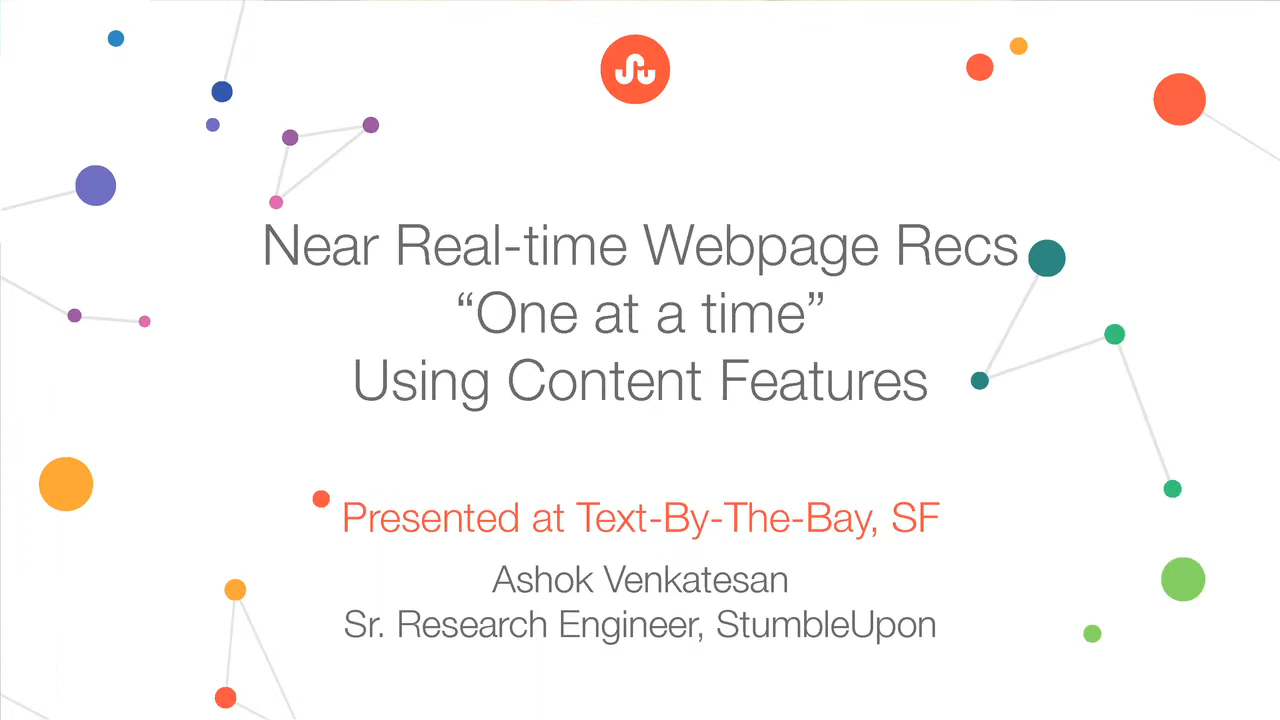 Near Real-time Webpage Recs
“One at a time”
Using Content Features
Presented at Text-By-The-Bay, SF
Ashok Venkatesan
Sr. Research Engineer, StumbleUpon